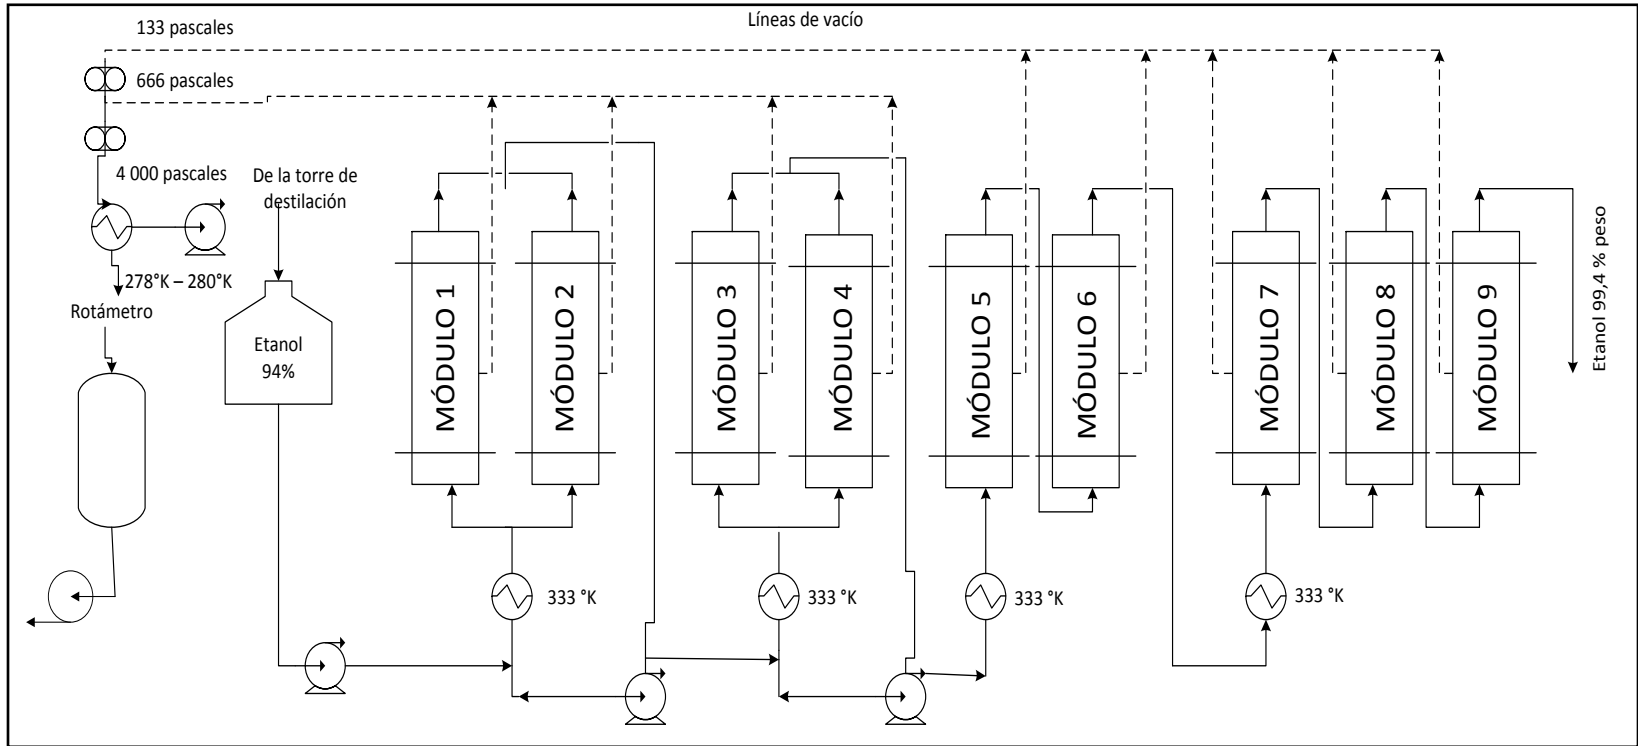 Líneas de vacío
133 pascales
666 pascales
4 000 pascales
De la torre de
destilación
278°K – 280°K
Rotámetro
Etanol
94%
MÓDULO 1
MÓDULO 2
MÓDULO 3
MÓDULO 4
MÓDULO 5
MÓDULO 6
MÓDULO 7
MÓDULO 8
MÓDULO 9
Etanol 99,4 % peso
333 °K
333 °K
333 °K
333 °K